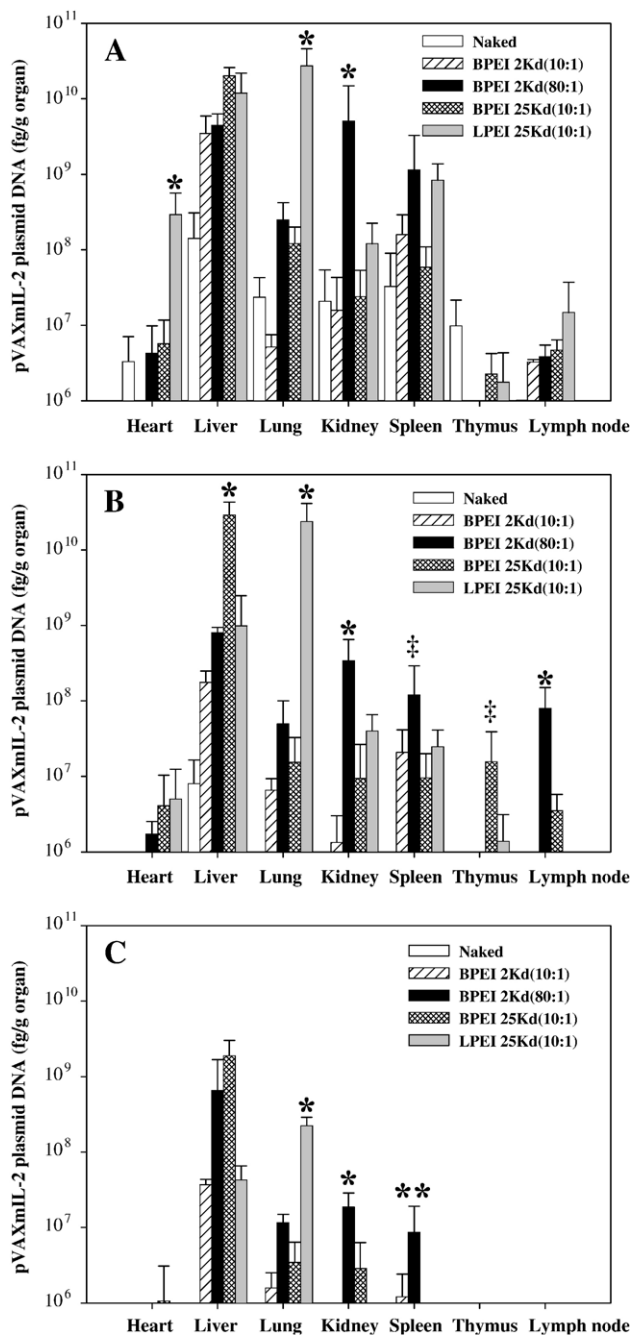 A
pVAXmIL-2 plasmid DNA (fg/g organ)
10^11
10^10
10^9
10^8
10^7
10^6
Naked
BPEI 2Kd(10:1)
BPEI 2Kd(80:1)
BPEI 25Kd(10:1)
LPEI 25Kd(10:1)
* * * 
Heart Liver Lung Kidney Spleen Thymus Lymph node
B
pVAXmIL-2 plasmid DNA (fg/g organ)
10^11
10^10
10^9
10^8
10^7
10^6
Naked
BPEI 2Kd(10:1)
BPEI 2Kd(80:1)
BPEI 25Kd(10:1)
LPEI 25Kd(10:1)
* * * ‡ ‡ *
Heart Liver Lung Kidney Spleen Thymus Lymph node
C
pVAXmIL-2 plasmid DNA (fg/g organ)
10^11
10^10
10^9
10^8
10^7
10^6
Naked
BPEI 2Kd(10:1)
BPEI 2Kd(80:1)
BPEI 25Kd(10:1)
LPEI 25Kd(10:1)
* * **
Heart Liver Lung Kidney Spleen Thymus Lymph node